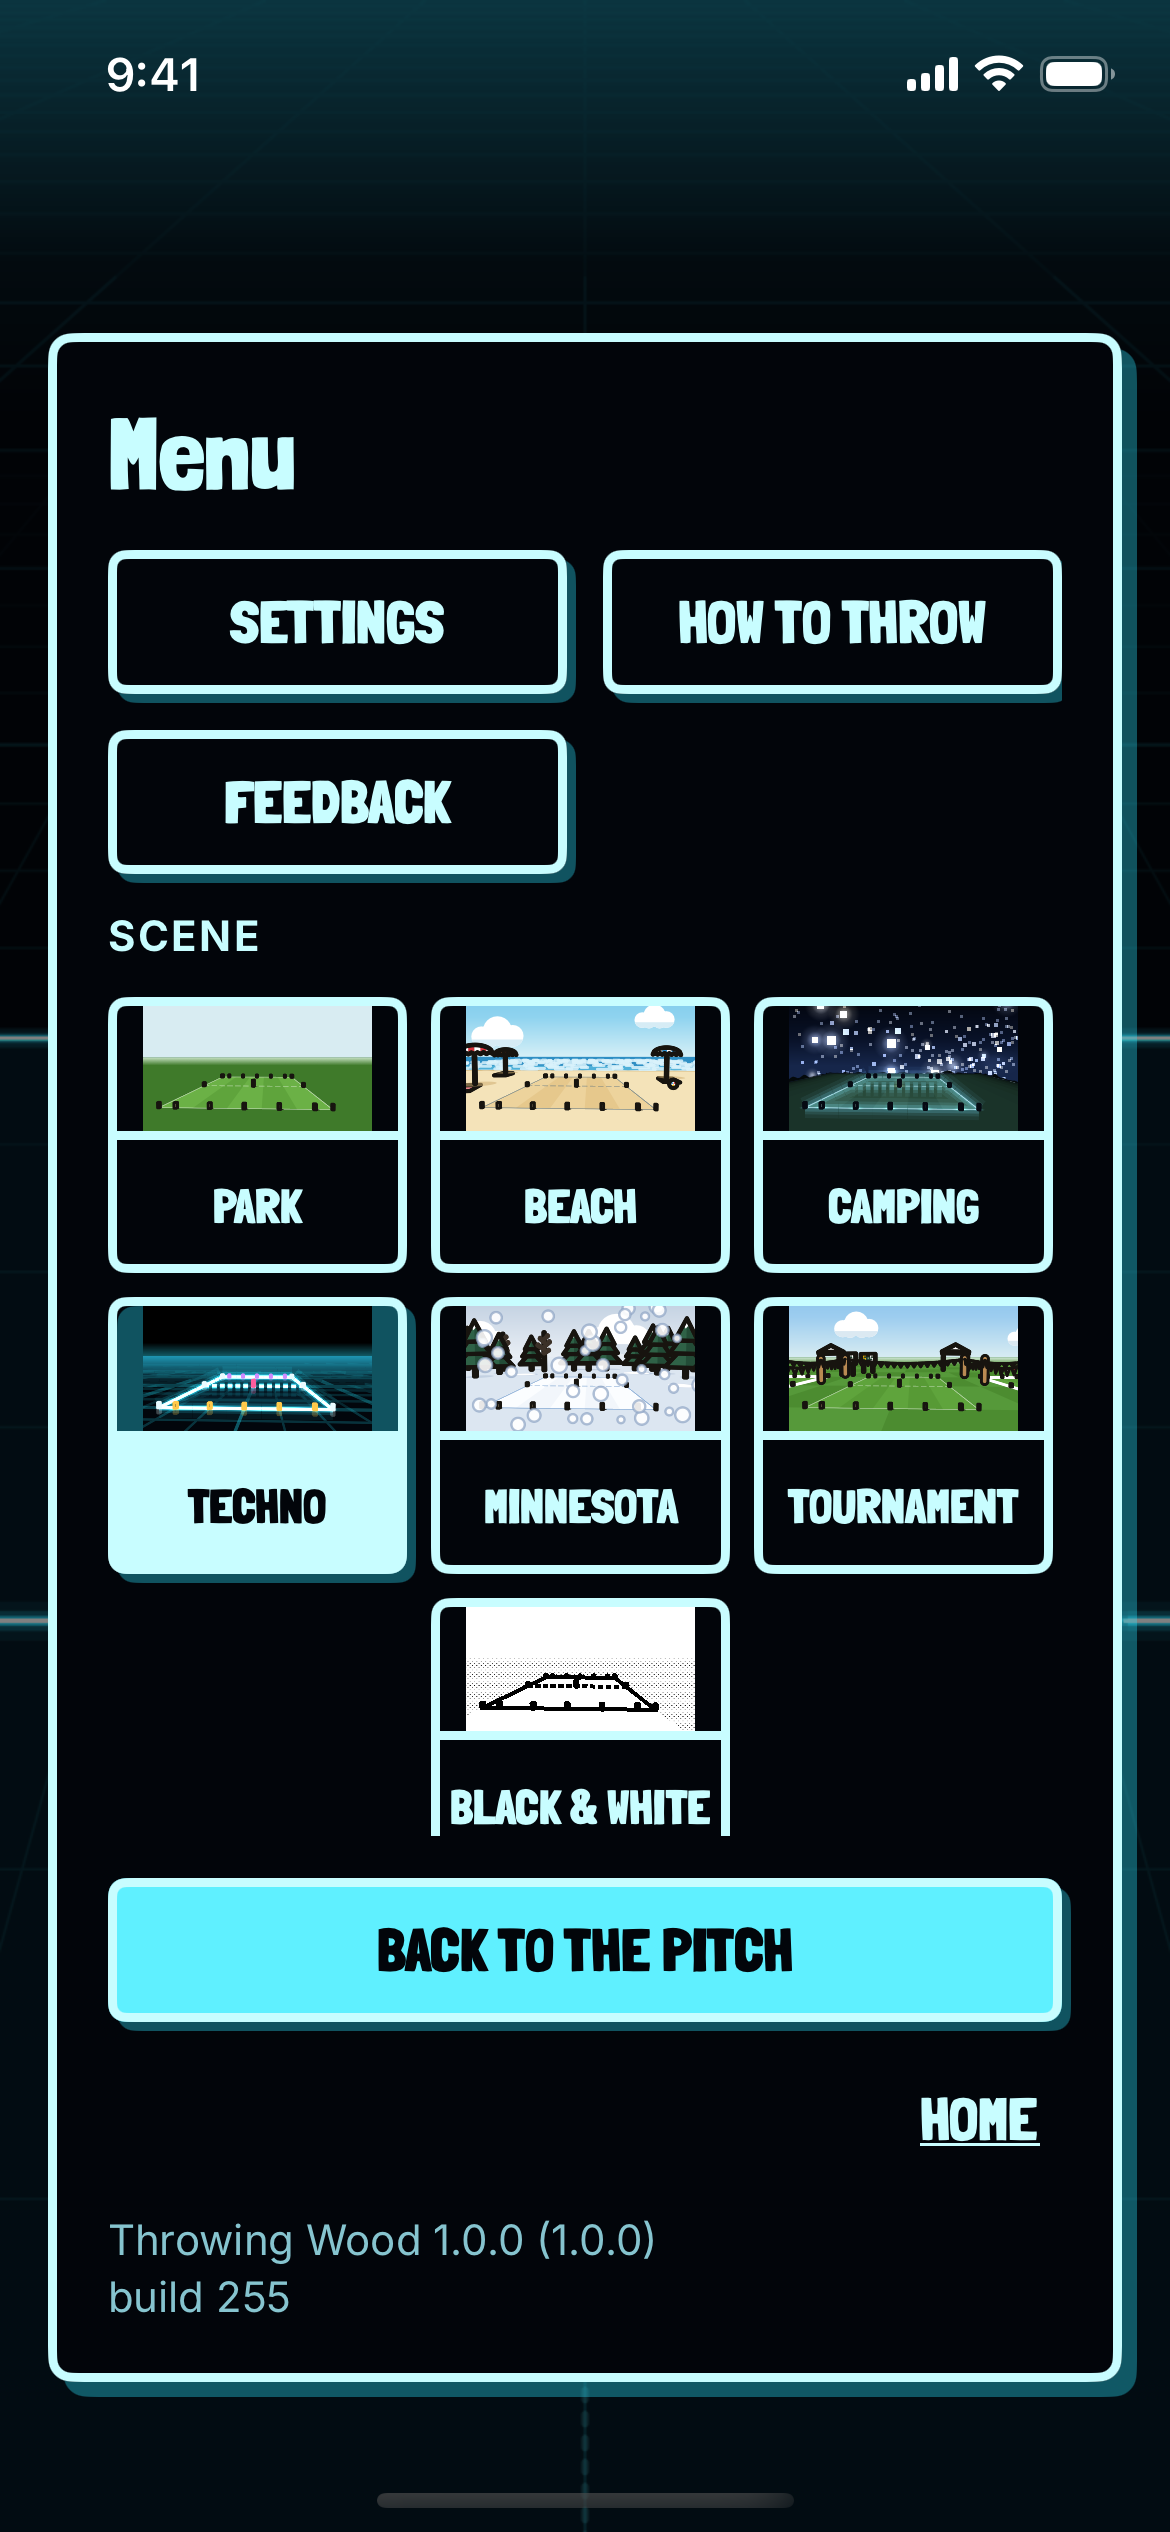 9:41
Menu
SETTINGS
HOW TO THROW
FEEDBACK
SCENE
PARK
BEACH
CAMPING
TECHNO
MINNESOTA
TOURNAMENT
BLACK & WHITE
BACK TO THE PITCH
HOME
Throwing Wood 1.0.0 (1.0.0)
build 255